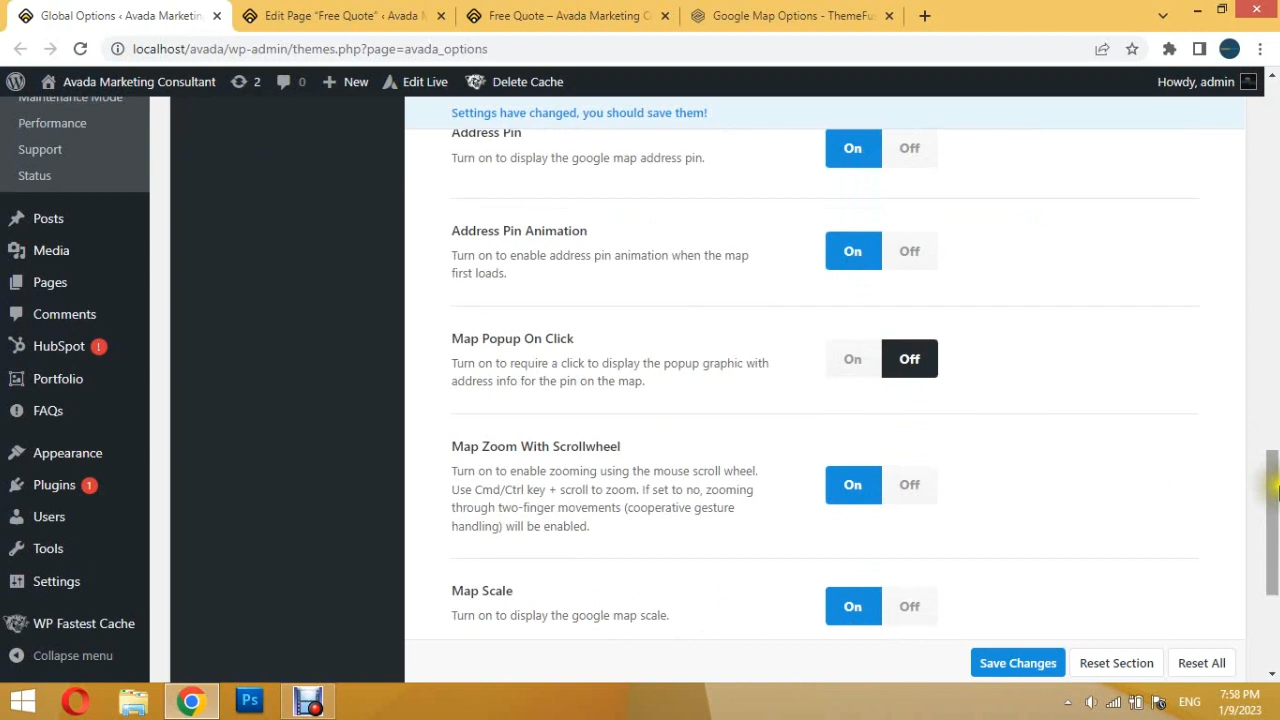 Global Options ‹ Avada Marketing
Edit Page "Free Quote" ‹ Avada M
Free Quote – Avada Marketing C
Google Map Options - ThemeFus
localhost/avada/wp-admin/themes.php?page=avada_options
Avada Marketing Consultant
2
0
New
Edit Live
Delete Cache
Howdy, admin
Maintenance Mode
Performance
Support
Status
Posts
Media
Pages
Comments
HubSpot !
Portfolio
FAQs
Appearance
Plugins 1
Users
Tools
Settings
WP Fastest Cache
Collapse menu
Settings have changed, you should save them!
Address Pin
Turn on to display the google map address pin.
On Off
Address Pin Animation
Turn on to enable address pin animation when the map
first loads.
On Off
Map Popup On Click
Turn on to require a click to display the popup graphic with
address info for the pin on the map.
On Off
Map Zoom With Scrollwheel
Turn on to enable zooming using the mouse scroll wheel.
Use Cmd/Ctrl key + scroll to zoom. If set to no, zooming
through two-finger movements (cooperative gesture
handling) will be enabled.
On Off
Map Scale
Turn on to display the google map scale.
On Off
Save Changes
Reset Section
Reset All
Ps
ENG
7:58 PM
1/9/2023